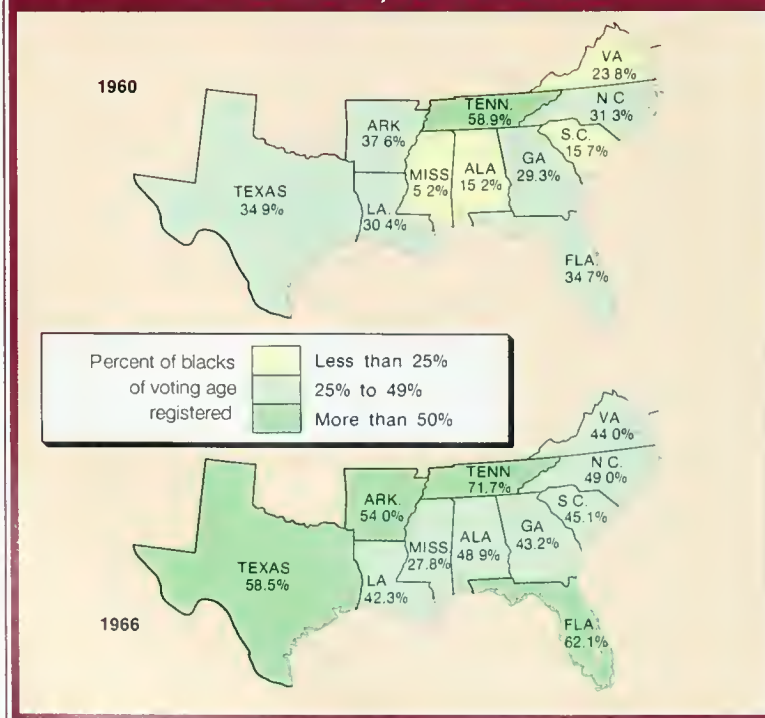 1960
VA
23 8%
TENN.
58.9%
N C
31 3%
ARK
37 6%
S.C.
15 7%
MISS
5 2%
ALA
15 2%
GA
29.3%
TEXAS
34 9%
LA.
30 4%
FLA.
34 7%
Percent of blacks
of voting age
registered
Less than 25%
25% to 49%
More than 50%
VA
44 0%
TENN
71.7%
N C.
49 0%
ARK.
54 0%
S C.
45.1%
MISS.
27.8%
ALA
48 9%
GA
43.2%
TEXAS
58.5%
LA
42.3%
1966
FLA.
62.1%